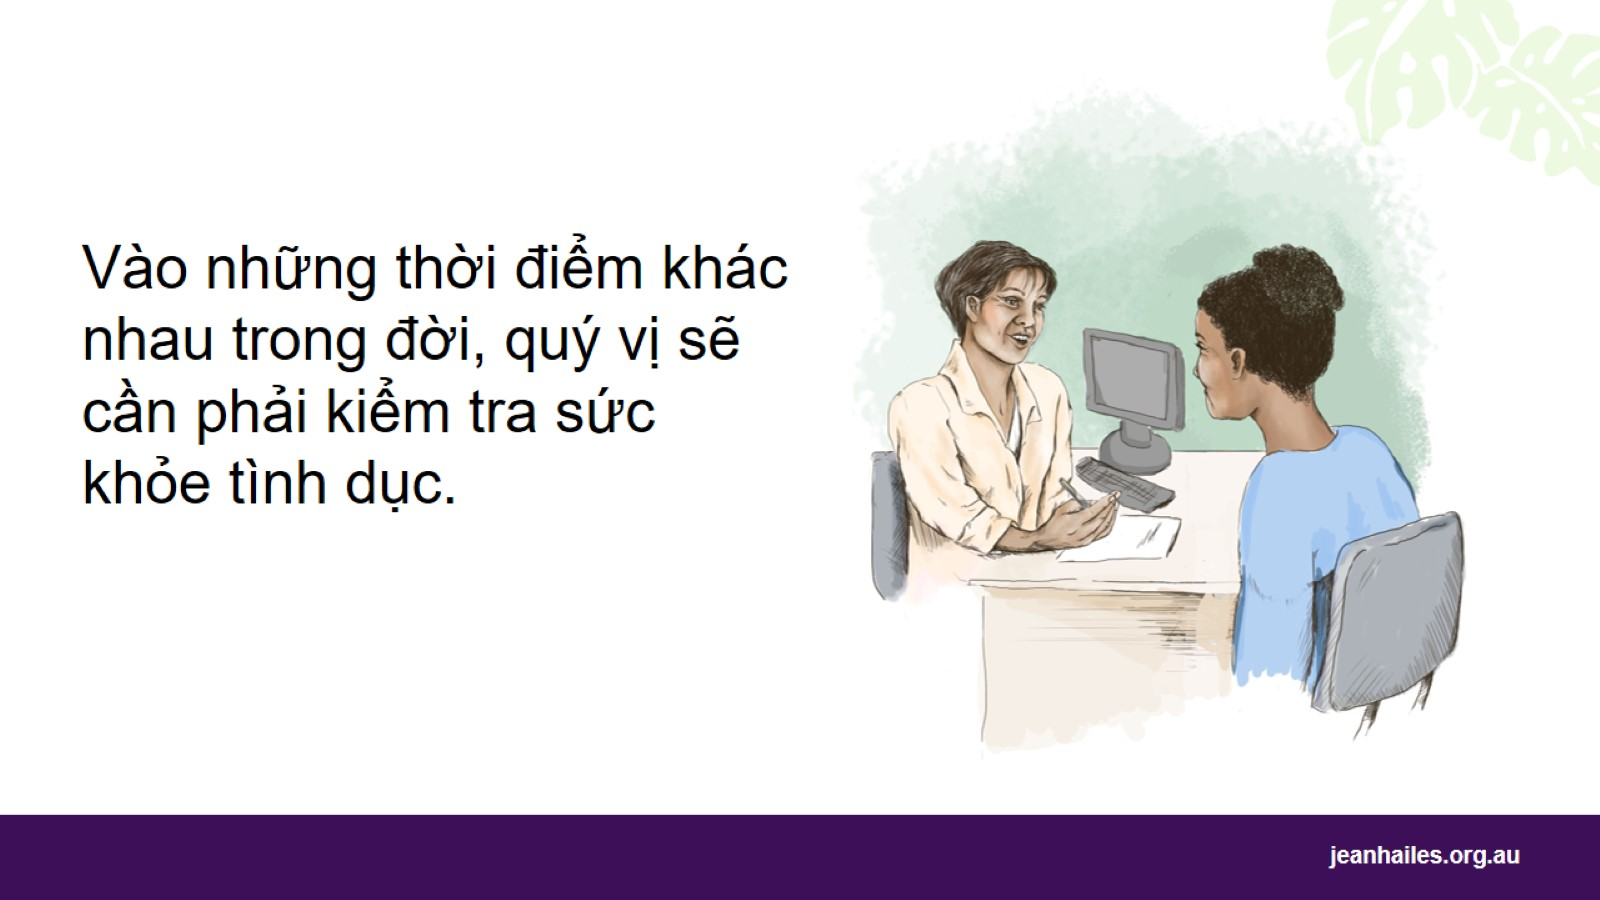 Vào những thời điểm khác
nhau trong đời, quý vị sẽ
cần phải kiểm tra sức
khỏe tình dục.
jeanhailes.org.au